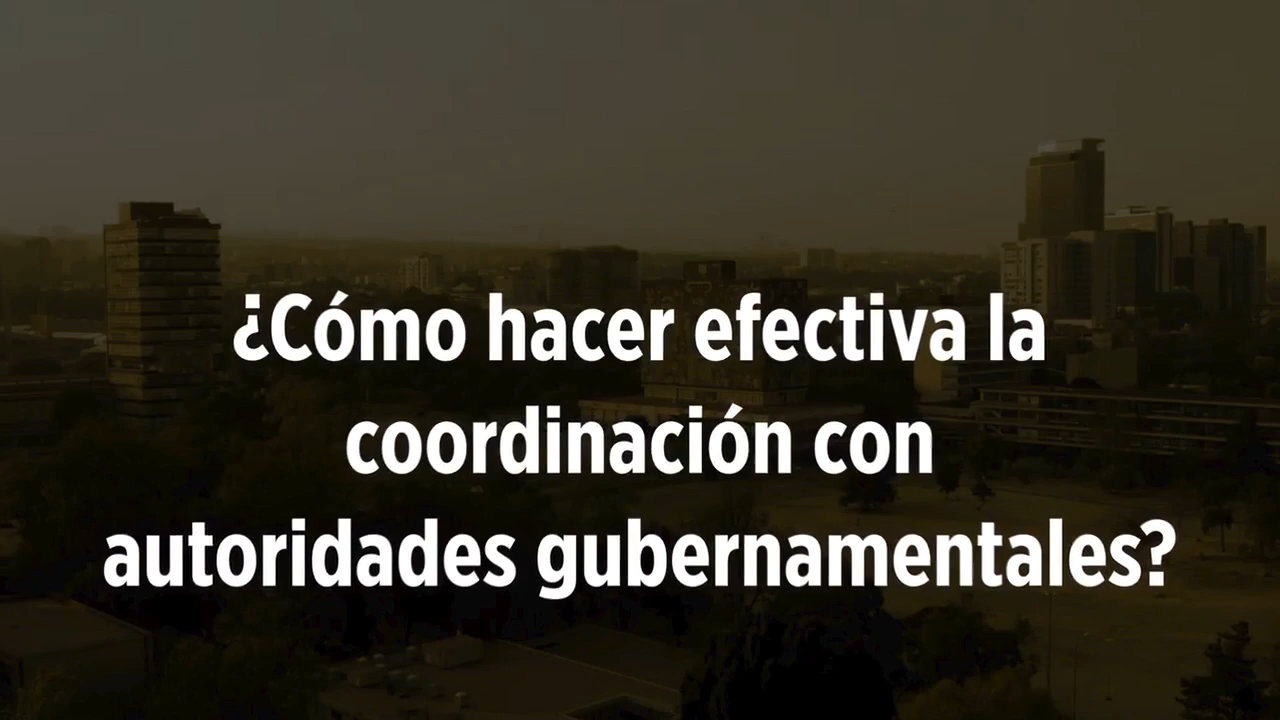 ¿Cómo hacer efectiva la
coordinación con
autoridades gubernamentales?